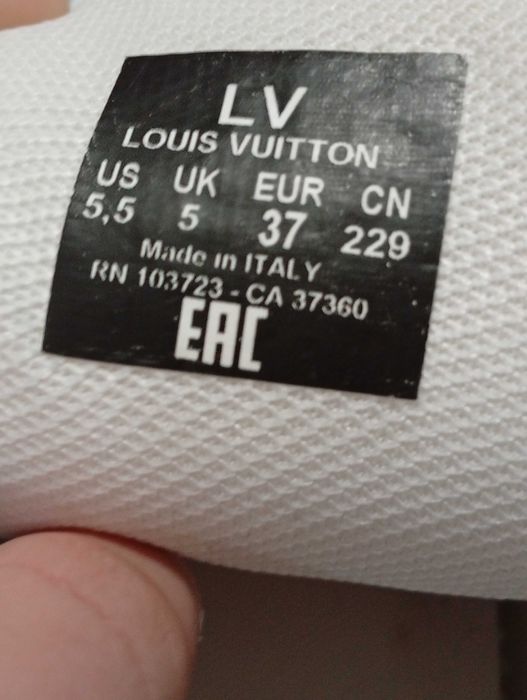 LV
LOUIS VUITTON
US UK EUR CN
5,5 5 37 229
Made in ITALY
RN 103723 - CA 37360
EAC